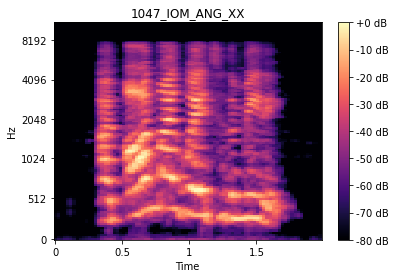 1047_IOM_ANG_XX
8192
4096
2048
1024
512
0
Hz
0
0.5
1
1.5
Time
+0 dB
-10 dB
-20 dB
-30 dB
-40 dB
-50 dB
-60 dB
-70 dB
-80 dB